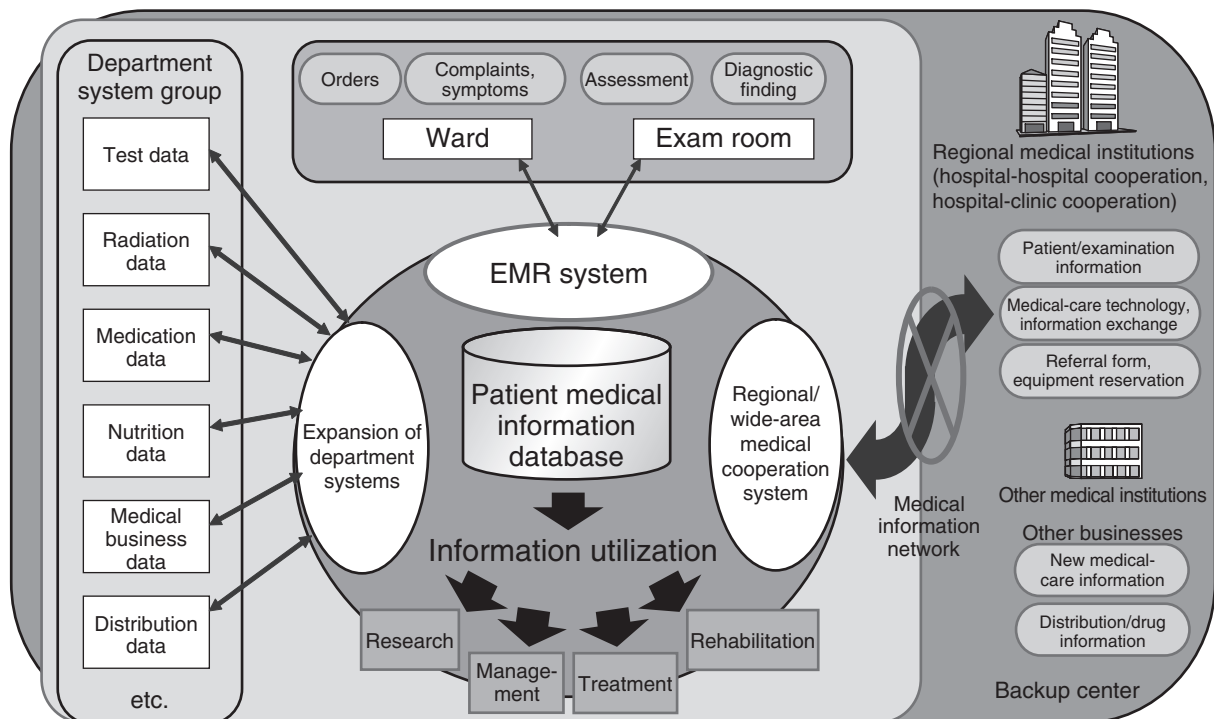 Department
system group
Test data
Radiation
data
Medication
data
Nutrition
data
Medical
business
data
Distribution
data
etc.
Orders
Complaints,
symptoms
Assessment
Diagnostic
finding
Ward
Exam room
EMR system
Patient medical
information
database
Expansion of
department
systems
Regional/
wide-area
medical
cooperation
system
Information utilization
Research
Manage-
ment
Treatment
Rehabilitation
Medical
information
network
Regional medical institutions
(hospital-hospital cooperation,
hospital-clinic cooperation)
Patient/examination
information
Medical-care technology,
information exchange
Referral form,
equipment reservation
Other medical institutions
Other businesses
New medical-
care information
Distribution/drug
information
Backup center